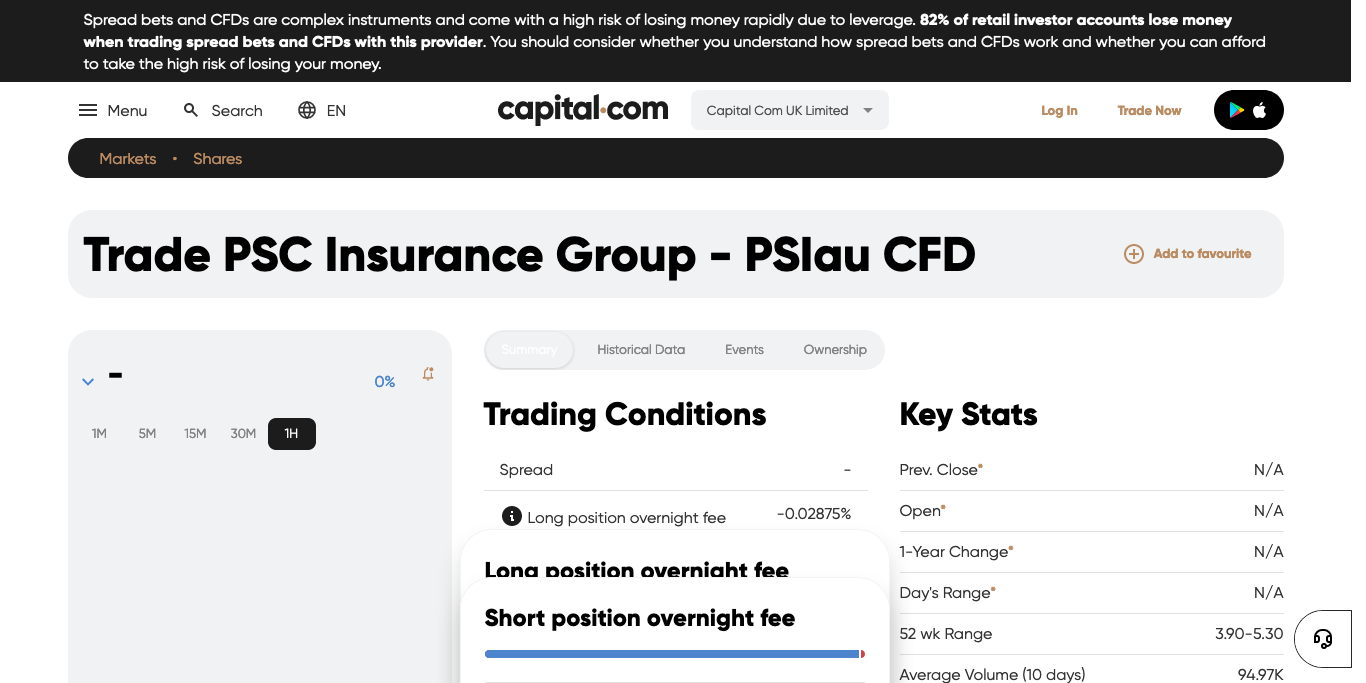 Spread bets and CFDs are complex instruments and come with a high risk of losing money rapidly due to leverage. 82% of retail investor accounts lose money
when trading spread bets and CFDs with this provider. You should consider whether you understand how spread bets and CFDs work and whether you can afford
to take the high risk of losing your money.
Menu Search EN capital.com Capital Com UK Limited Log In Trade Now
Markets • Shares
Trade PSC Insurance Group - PSIau CFD Add to favourite
Summary Historical Data Events Ownership
- 0%
1M 5M 15M 30M 1H
Trading Conditions
Spread -
Long position overnight fee -0.02875%
Long position overnight fee
Short position overnight fee
Key Stats
Prev. Close* N/A
Open* N/A
1-Year Change* N/A
Day's Range* N/A
52 wk Range 3.90-5.30
Average Volume (10 days) 94.97K